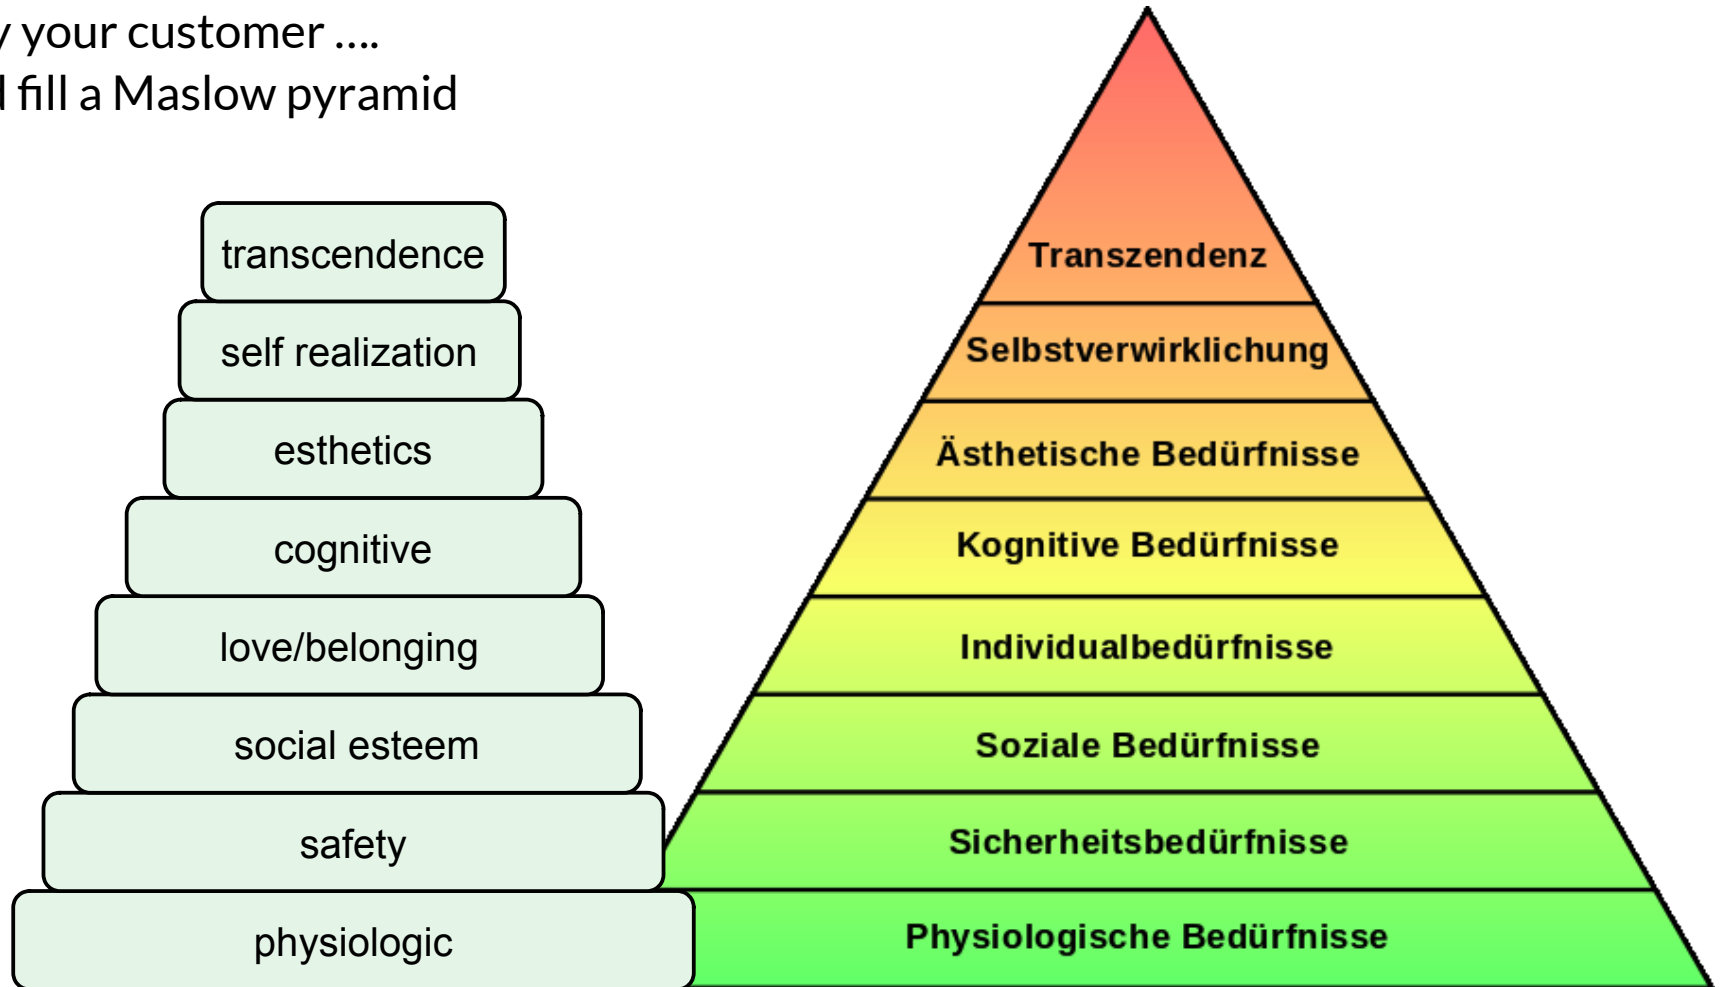 your customer ....
fill a Maslow pyramid
transcendence
self realization
esthetics
cognitive
love/belonging
social esteem
safety
physiologic
Transzendenz
Selbstverwirklichung
Ästhetische Bedürfnisse
Kognitive Bedürfnisse
Individualbedürfnisse
Soziale Bedürfnisse
Sicherheitsbedürfnisse
Physiologische Bedürfnisse